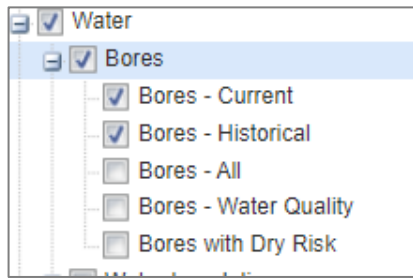 Water
Bores
Bores - Current
Bores - Historical
Bores - All
Bores - Water Quality
Bores with Dry Risk